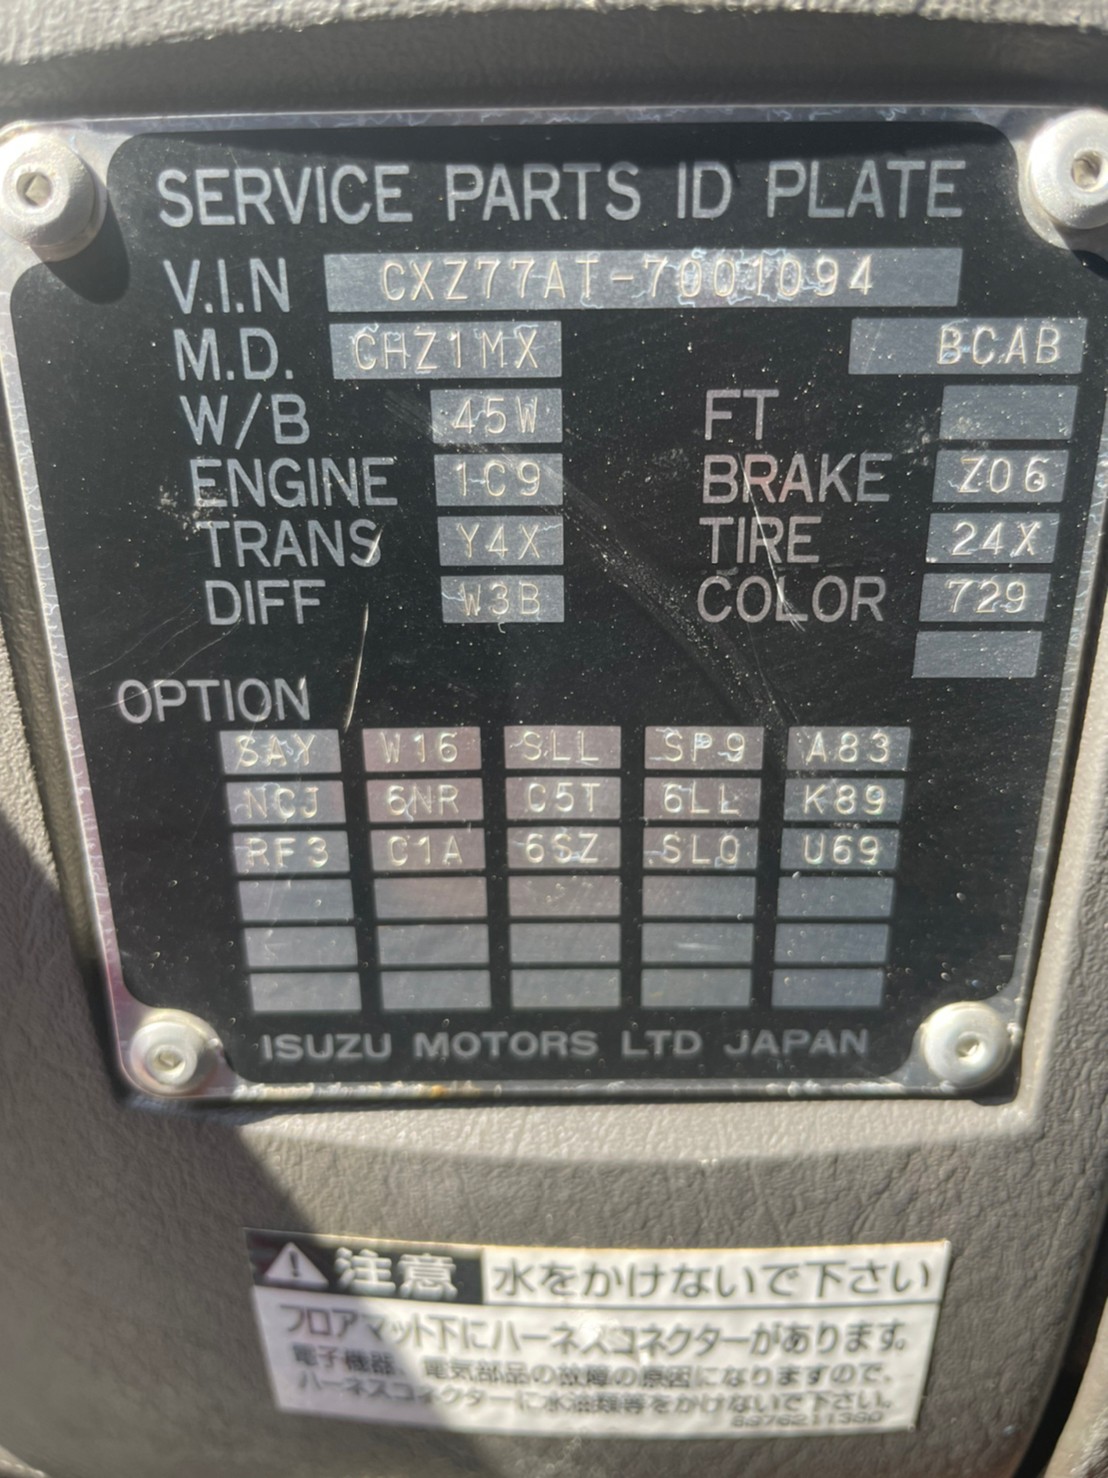 SERVICE PARTS ID PLATE
V.I.N CXZ77AT-7001094
M.D. CHZ1MX BCAB
W/B 45W FT
ENGINE 1C9 BRAKE Z06
TRANS Y4X TIRE 24X
DIFF W3B COLOR 729
OPTION
SAY W16 SLL SP9 A83
NCJ 6NR C5T 6LL K89
RF3 C1A 6SZ SLQ U69
ISUZU MOTORS LTD JAPAN
注意 水をかけないで下さい
フロアマット下にハーネスコネクターがあります。
電子機器、電気部品の故障の原因になりますので、
ハーネスコネクターに水油類等をかけないで下さい。
8976211390